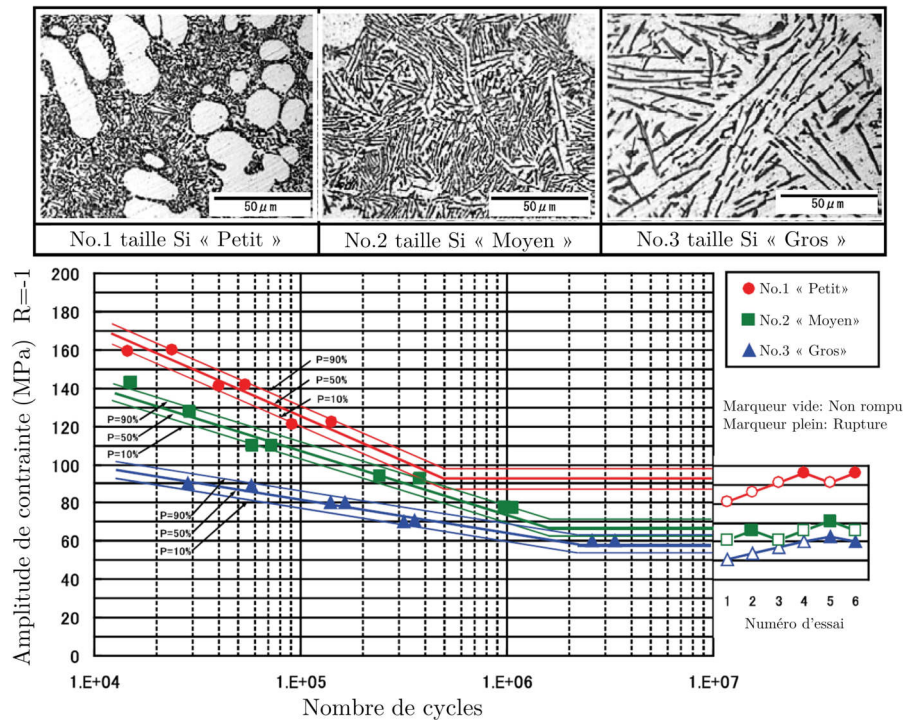 50μm
50μm
50μm
No.1 taille Si « Petit »
No.2 taille Si « Moyen »
No.3 taille Si « Gros »
Amplitude de contrainte (MPa) R=-1
200
180
160
140
120
100
80
60
40
20
0
P=90%
P=50%
P=10%
P=90%
P=50%
P=10%
P=90%
P=50%
P=10%
1.E+04
1.E+05
1.E+06
1.E+07
Nombre de cycles
No.1 « Petit»
No.2 « Moyen»
No.3 « Gros»
Marqueur vide: Non rompu
Marqueur plein: Rupture
1 2 3 4 5 6
Numéro d'essai